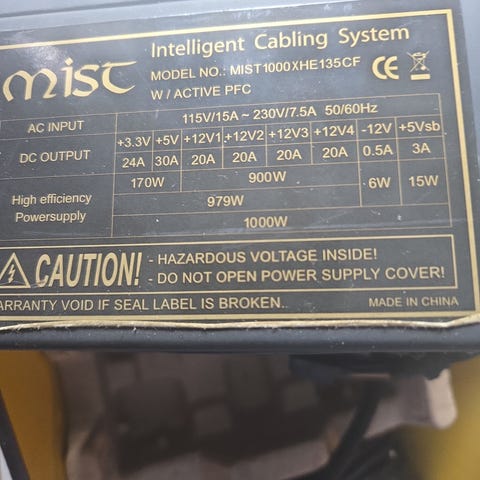 mist
Intelligent Cabling System
MODEL NO.: MIST1000XHE135CF
W / ACTIVE PFC
CE
AC INPUT 115V/15A ~ 230V/7.5A 50/60Hz
DC OUTPUT +3.3V +5V +12V1 +12V2 +12V3 +12V4 -12V +5Vsb
24A 30A 20A 20A 20A 20A 0.5A 3A
High efficiency Powersupply 170W 900W 6W 15W
979W
1000W
CAUTION! - HAZARDOUS VOLTAGE INSIDE!
- DO NOT OPEN POWER SUPPLY COVER!
ARRANTY VOID IF SEAL LABEL IS BROKEN.. MADE IN CHINA